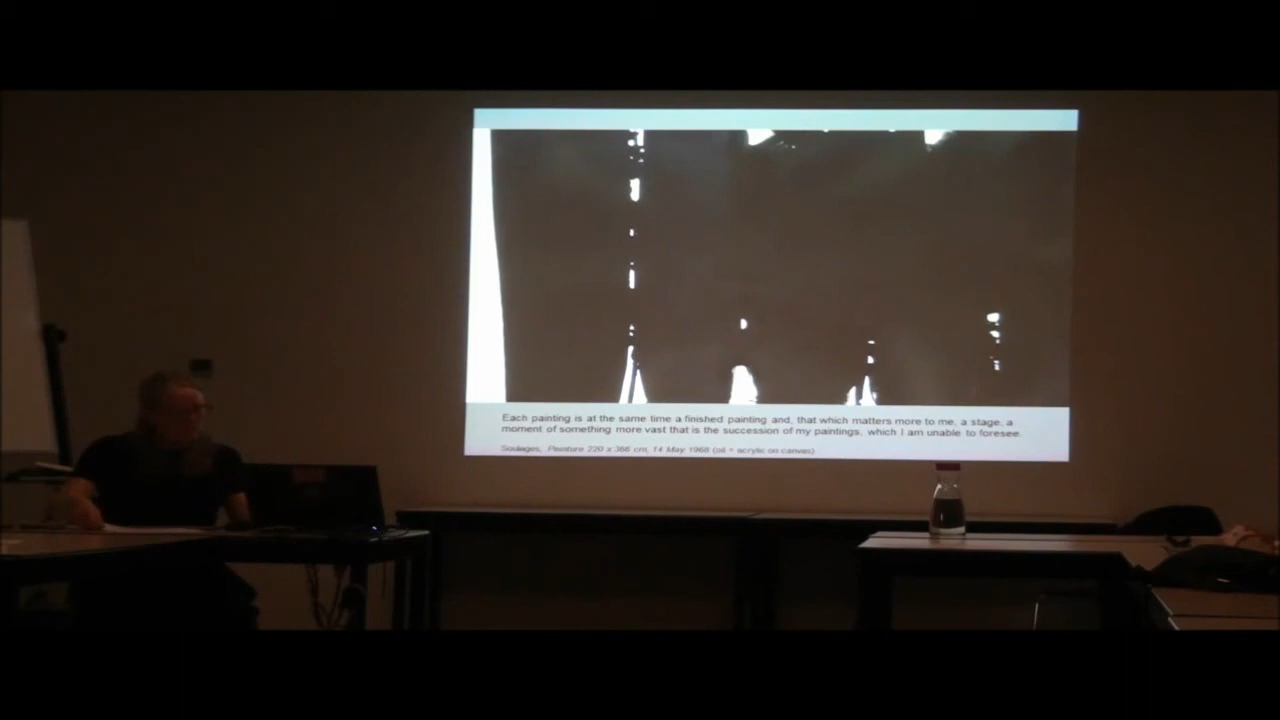 Each painting is at the same time a finished painting and, that which matters more to me, a stage, a
moment of something more vast that is the succession of my paintings, which I am unable to foresee.
Soulages, Peinture 220 x 366 cm, 14 May 1968 (oil + acrylic on canvas)